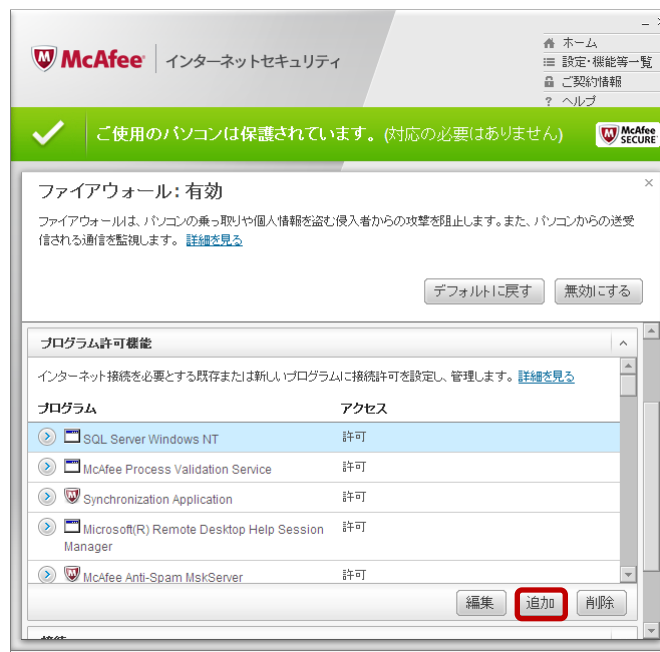 McAfee インターネットセキュリティ
ホーム
設定・機能等一覧
ご契約情報
? ヘルプ
ご使用のパソコンは保護されています。(対応の必要はありません)
McAfee
SECURE
ファイアウォール: 有効
ファイアウォールは、パソコンの乗っ取りや個人情報を盗む侵入者からの攻撃を阻止します。また、パソコンからの送受
信される通信を監視します。 詳細を見る
デフォルトに戻す 無効にする
プログラム許可機能
インターネット接続を必要とする既存または新しいプログラムに接続許可を設定し、管理します。 詳細を見る
プログラム アクセス
SQL Server Windows NT 許可
McAfee Process Validation Service 許可
Synchronization Application 許可
Microsoft(R) Remote Desktop Help Session 許可
Manager
McAfee Anti-Spam MskServer 許可
編集 追加 削除